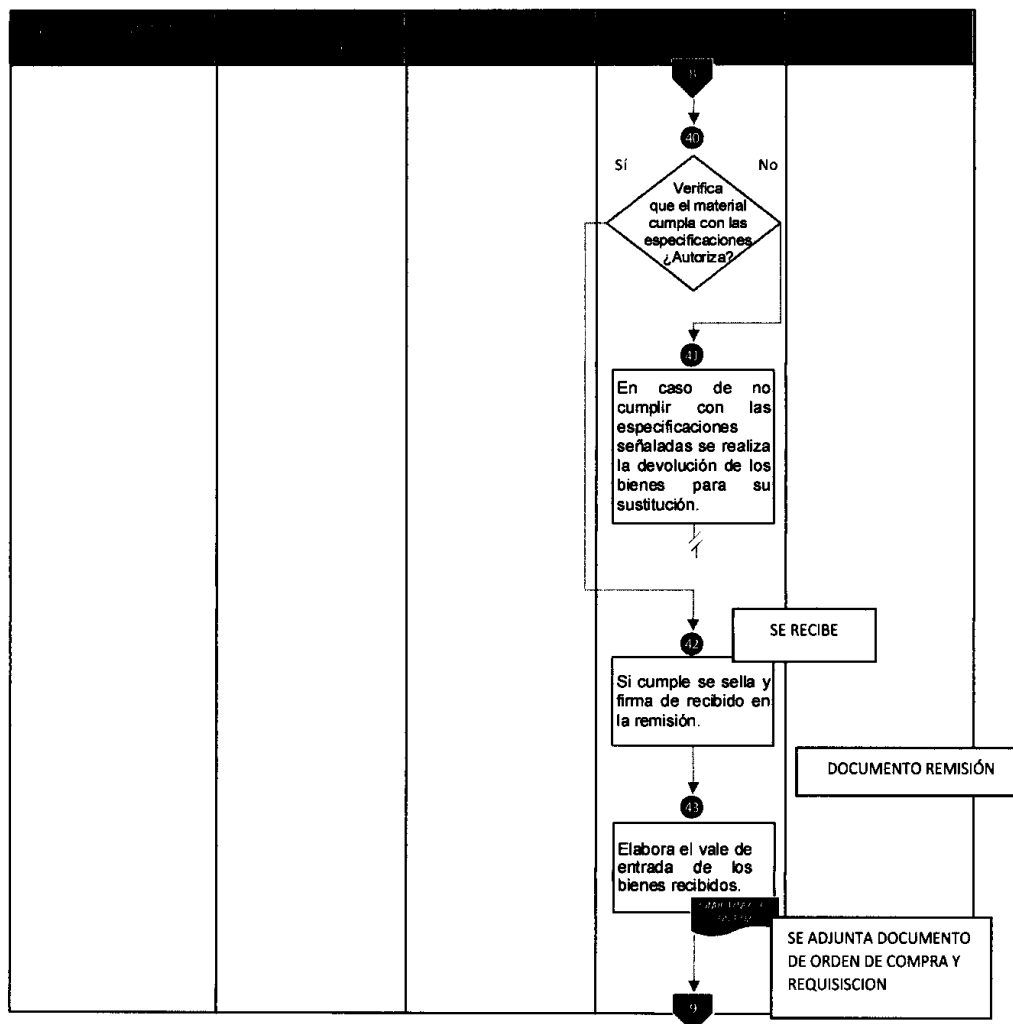 8
40
Sí
No
Verifica
que el material
cumpla con las
especificaciones
¿Autoriza?
41
En caso de no
cumplir con las
especificaciones
señaladas se realiza
la devolución de los
bienes para su
sustitución.
SE RECIBE
42
Si cumple se sella y
firma de recibido en
la remisión.
DOCUMENTO REMISIÓN
43
Elabora el vale de
entrada de los
bienes recibidos.
SE ADJUNTA DOCUMENTO
DE ORDEN DE COMPRA Y
REQUISISCION
9